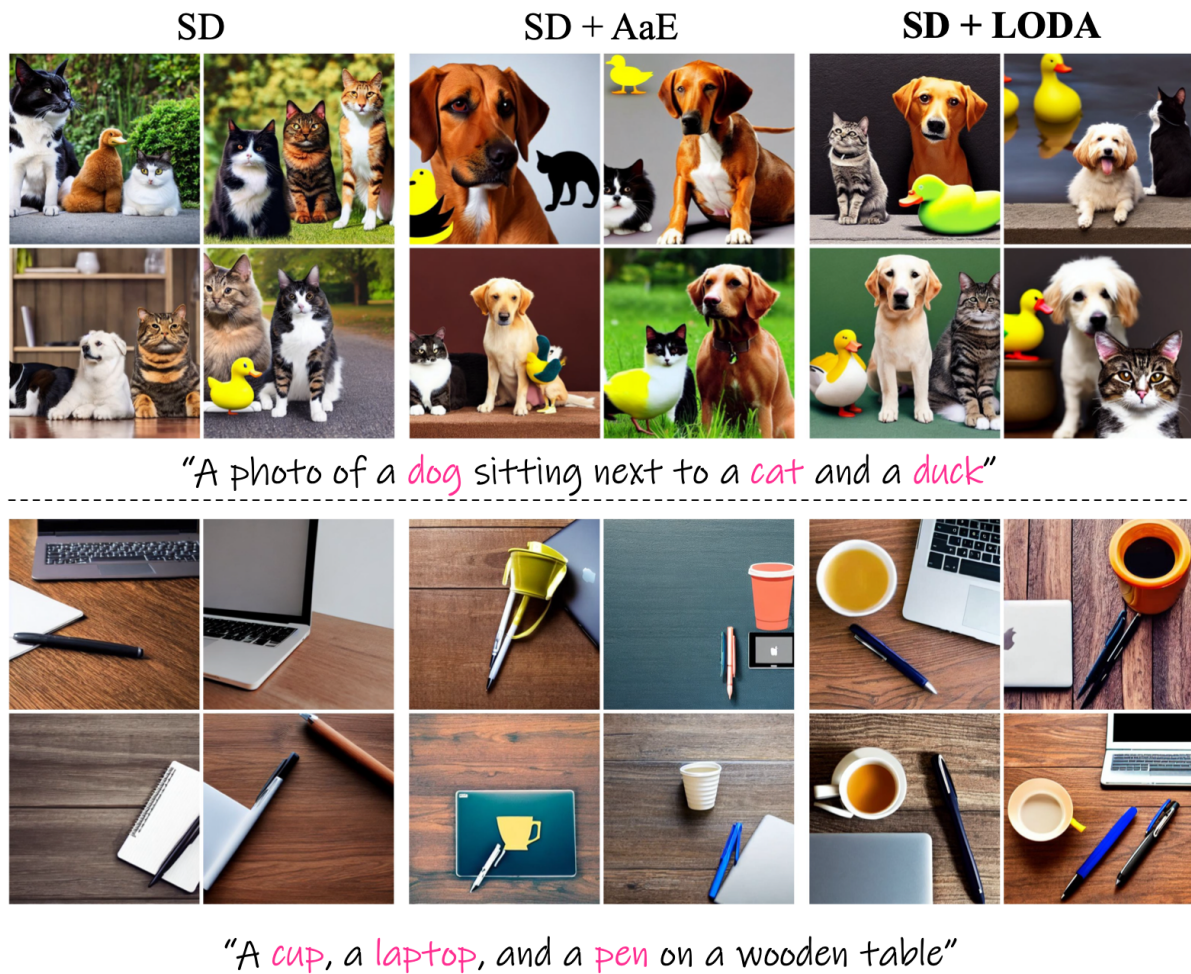 SD
SD + AaE
SD + LODA
“A photo of a dog sitting next to a cat and a duck”
“A cup, a laptop, and a pen on a wooden table”